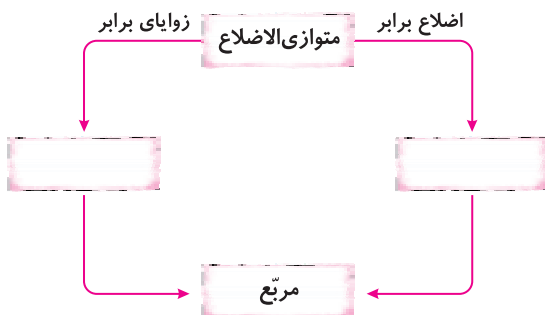 اضلاع برابر
زوایای برابر
متوازی‌الاضلاع
مربّع